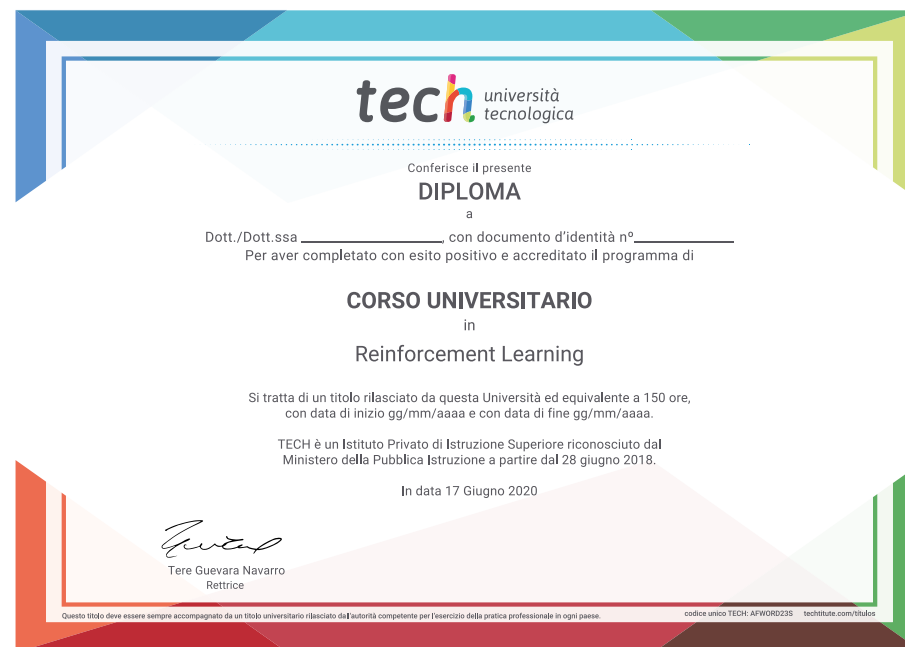 tech università
tecnologica
Conferisce il presente
DIPLOMA
a
Dott./Dott.ssa ____________________, con documento d'identità nº______________
Per aver completato con esito positivo e accreditato il programma di
CORSO UNIVERSITARIO
in
Reinforcement Learning
Si tratta di un titolo rilasciato da questa Università ed equivalente a 150 ore,
con data di inizio gg/mm/aaaa e con data di fine gg/mm/aaaa.
TECH è un Istituto Privato di Istruzione Superiore riconosciuto dal
Ministero della Pubblica Istruzione a partire dal 28 giugno 2018.
In data 17 Giugno 2020
Tere Guevara Navarro
Rettrice
Questo titolo deve essere sempre accompagnato da un titolo universitario rilasciato dall'autorità competente per l'esercizio della pratica professionale in ogni paese.
codice unico TECH: AFWORD23S techtitute.com/titulos